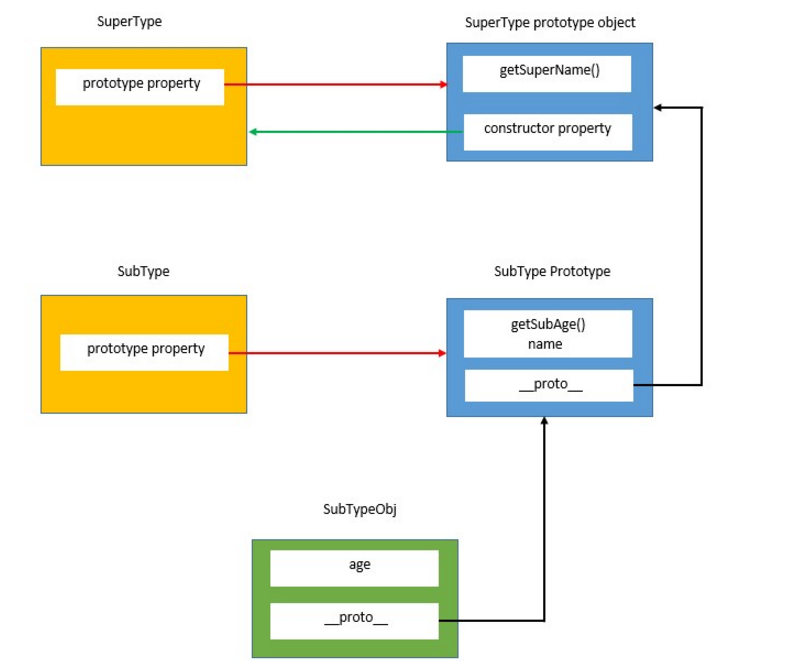 SuperType
SuperType prototype object
prototype property
getSuperName()
constructor property
SubType
SubType Prototype
prototype property
getSubAge()
name
__proto__
SubTypeObj
age
__proto__